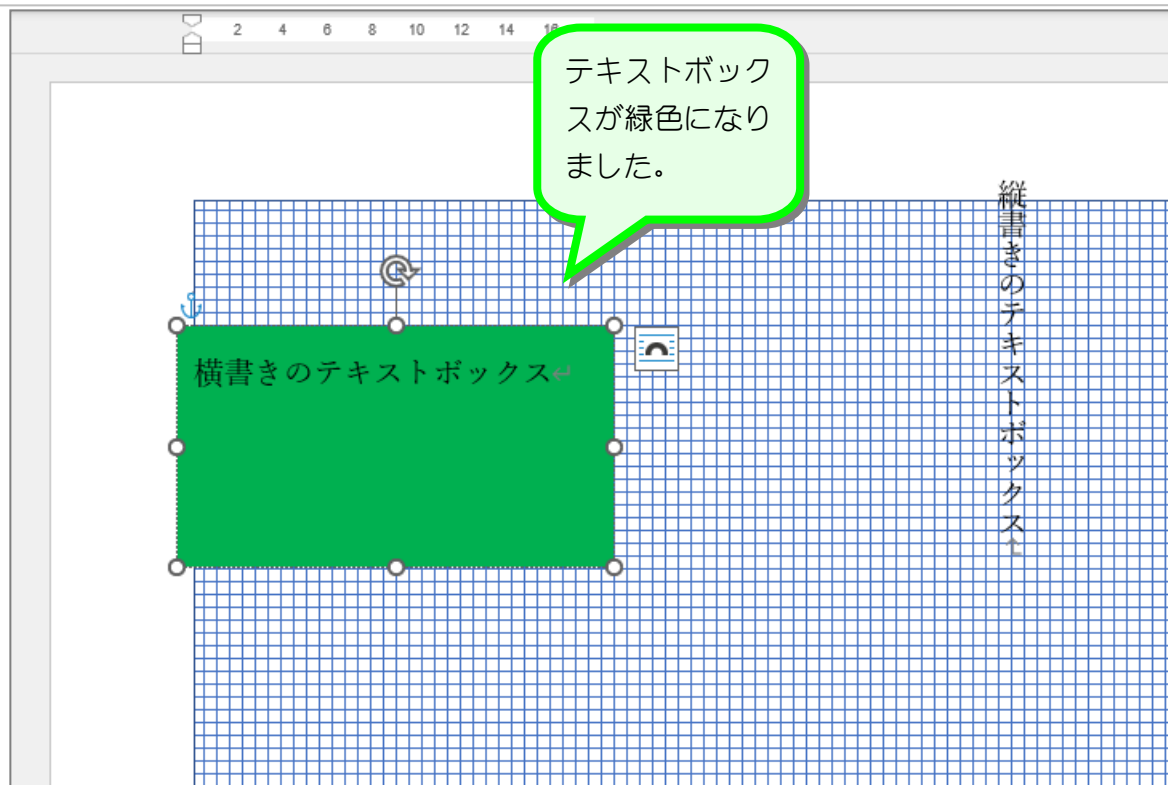 2 4 6 8 10 12 14 16
テキストボック
スが緑色になり
ました。
横書きのテキストボックス↵
縦書きのテキストボックス↵